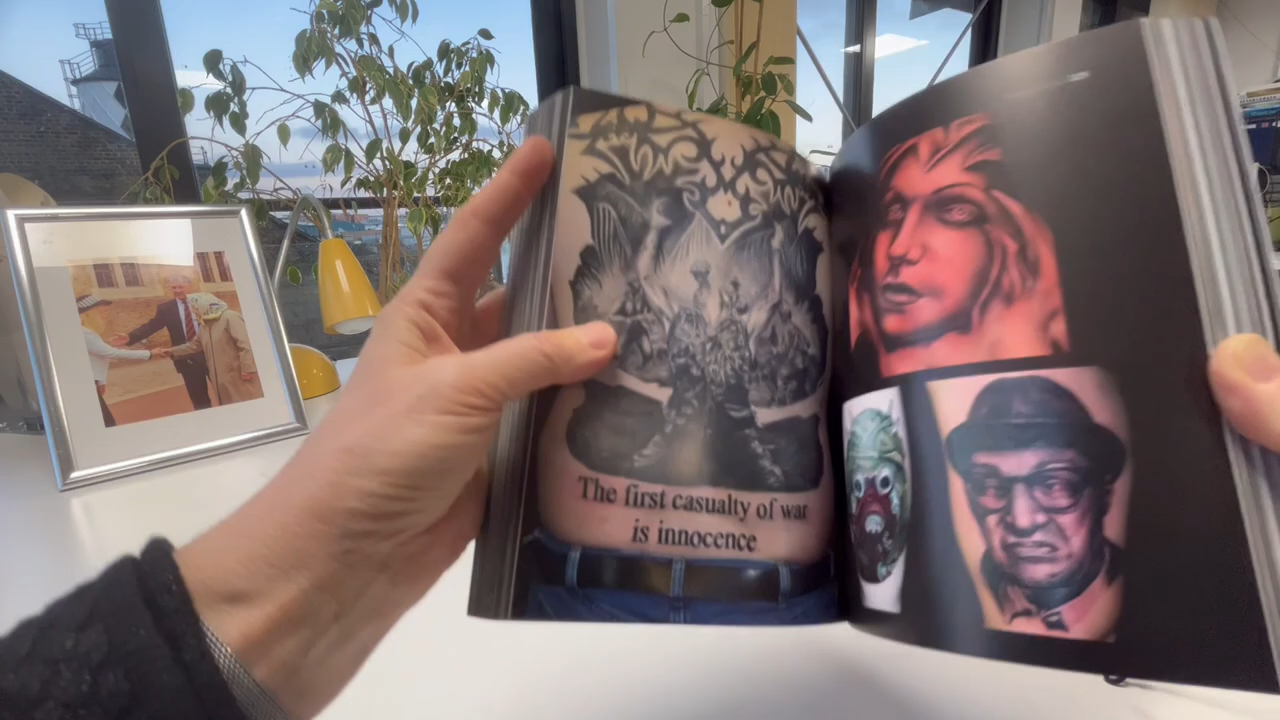 The first casualty of war
is innocence